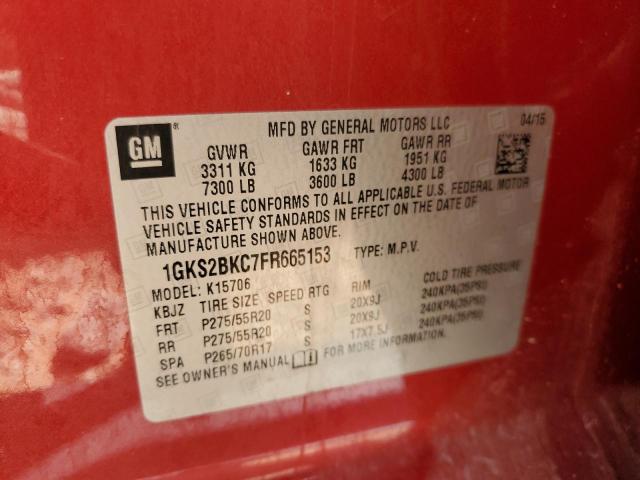 GM ®
MFD BY GENERAL MOTORS LLC 04/15
GVWR GAWR FRT GAWR RR
3311 KG 1633 KG 1951 KG
7300 LB 3600 LB 4300 LB
THIS VEHICLE CONFORMS TO ALL APPLICABLE U.S. FEDERAL MOTOR
VEHICLE SAFETY STANDARDS IN EFFECT ON THE DATE OF
MANUFACTURE SHOWN ABOVE.
1GKS2BKC7FR665153 TYPE: M.P.V.
MODEL: K15706
KBJZ TIRE SIZE SPEED RTG RIM COLD TIRE PRESSURE
FRT P275/55R20 S 20X9J 240KPA(35PSI)
RR P275/55R20 S 20X9J 240KPA(35PSI)
SPA P265/70R17 S 17X7.5J 240KPA(35PSI)
SEE OWNER'S MANUAL FOR MORE INFORMATION.